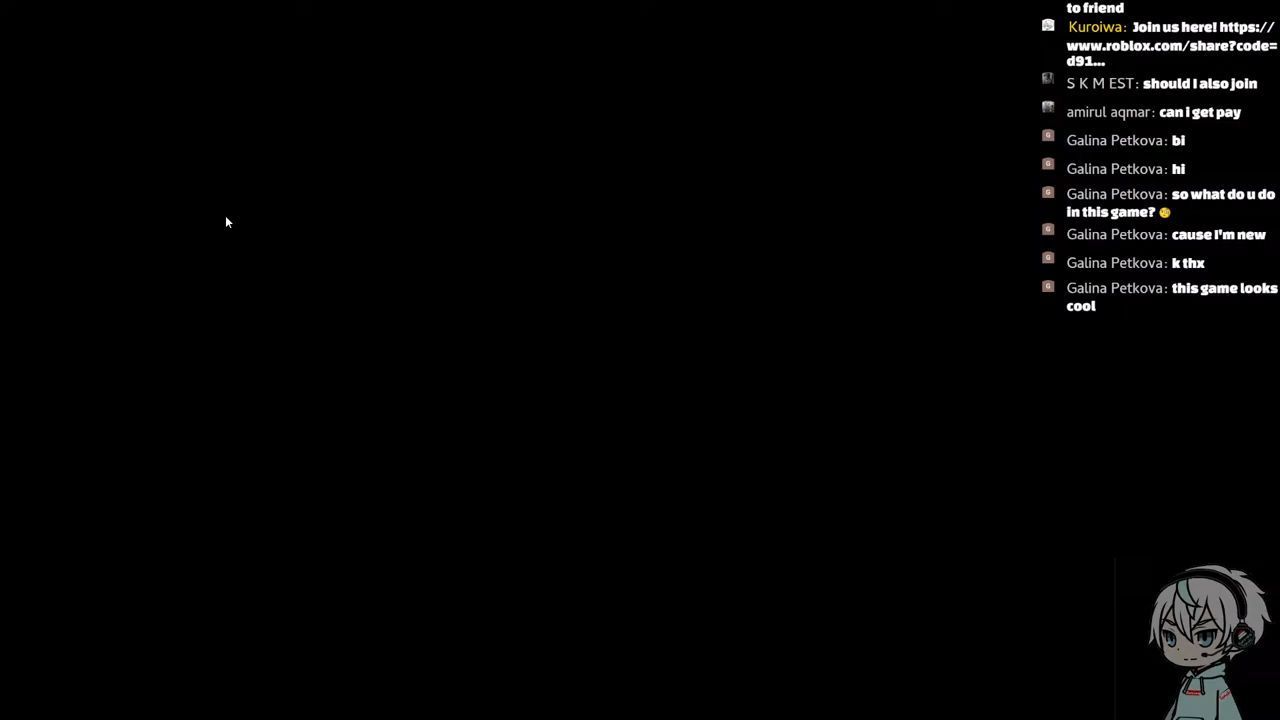 to friend
Kuroiwa: Join us here! https://
www.roblox.com/share?code=
d91...
S K M EST: should I also join
amirul aqmar: can i get pay
Galina Petkova: bi
Galina Petkova: hi
Galina Petkova: so what do u do
in this game? 🧐
Galina Petkova: cause I'm new
Galina Petkova: k thx
Galina Petkova: this game looks
cool